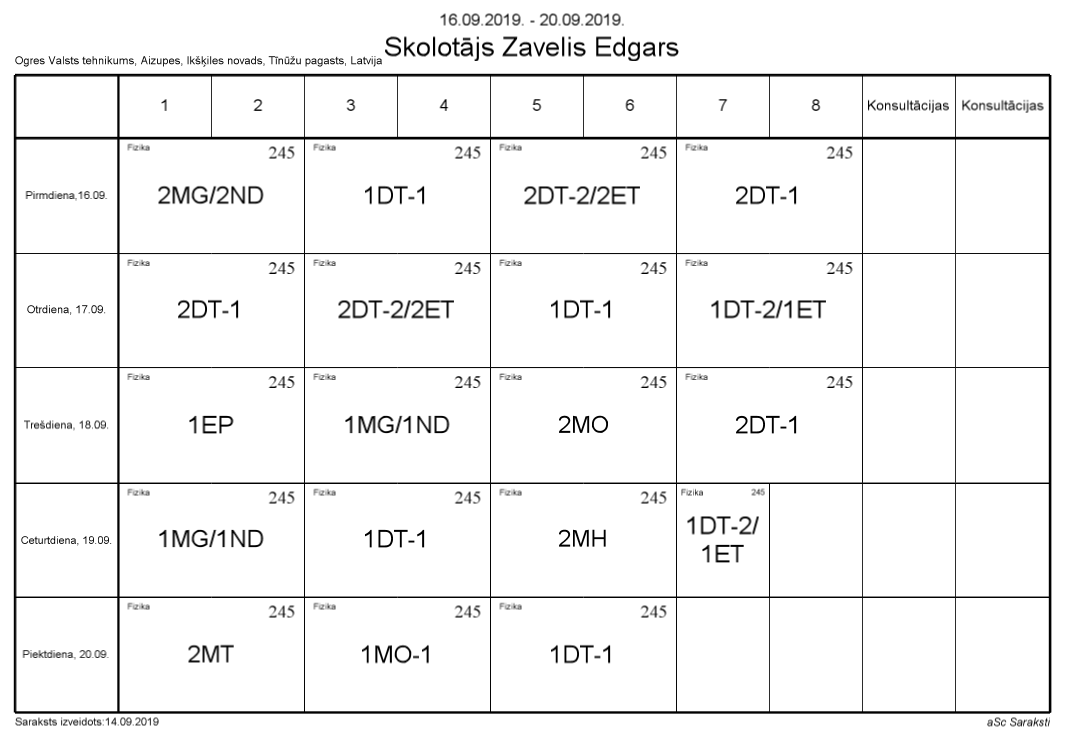 16.09.2019. - 20.09.2019.
Skolotājs Zavelis Edgars
Ogres Valsts tehnikums, Aizupes, Ikšķiles novads, Tīnūžu pagasts, Latvija
1 2 3 4 5 6 7 8 Konsultācijas Konsultācijas
Fizika 245 Fizika 245 Fizika 245 Fizika 245
Pirmdiena,16.09. 2MG/2ND 1DT-1 2DT-2/2ET 2DT-1
Fizika 245 Fizika 245 Fizika 245 Fizika 245
Otrdiena, 17.09. 2DT-1 2DT-2/2ET 1DT-1 1DT-2/1ET
Fizika 245 Fizika 245 Fizika 245 Fizika 245
Trešdiena, 18.09. 1EP 1MG/1ND 2MO 2DT-1
Fizika 245 Fizika 245 Fizika 245 Fizika 245
Ceturtdiena, 19.09. 1MG/1ND 1DT-1 2MH 1DT-2/
1ET
Fizika 245 Fizika 245 Fizika 245
Piektdiena, 20.09. 2MT 1MO-1 1DT-1
Saraksts izveidots:14.09.2019 aSc Saraksti